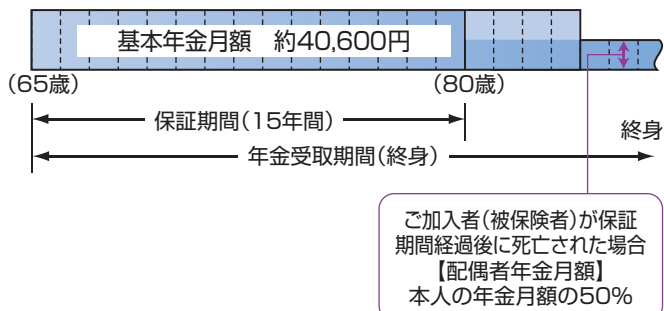 基本年金月額　約40,600円
(65歳)
(80歳)
保証期間(15年間)
終身
年金受取期間(終身)
ご加入者(被保険者)が保証
期間経過後に死亡された場合
【配偶者年金月額】
本人の年金月額の50%